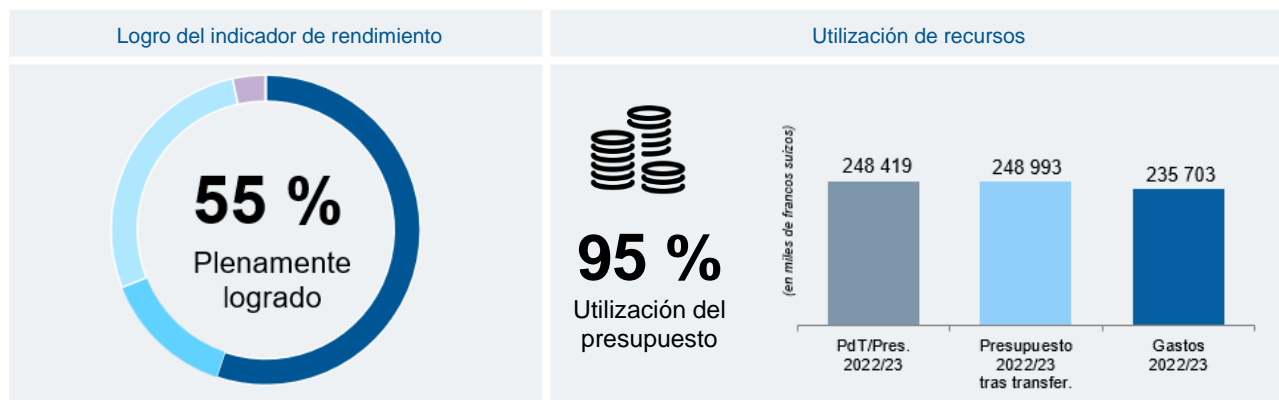 Logro del indicador de rendimiento
55 %
Plenamente
logrado
Utilización de recursos
95 %
Utilización del
presupuesto
(en miles de francos suizos)
248 419
248 993
235 703
PdT/Pres.
2022/23
Presupuesto
2022/23
tras transfer.
Gastos
2022/23